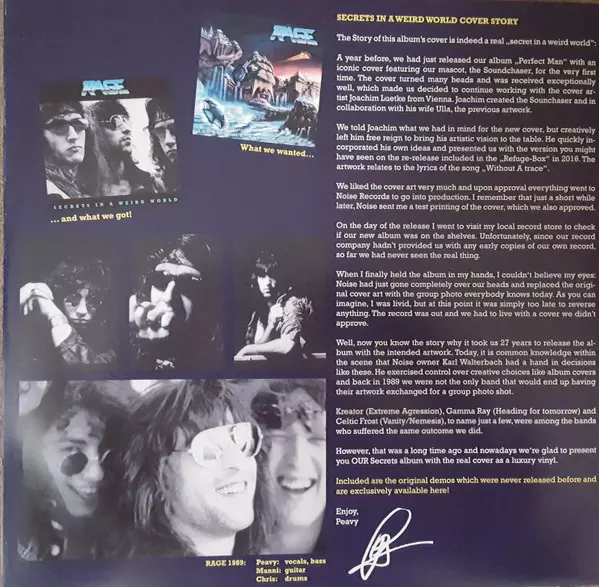 RAGE
What we wanted...
RAGE
SECRETS IN A WEIRD WORLD
...and what we got!
RAGE 1989: Peavy: vocals, bass
Manni: guitar
Chris: drums
SECRETS IN A WEIRD WORLD COVER STORY
The Story of this album's cover is indeed a real „secret in a weird world":
A year before, we had just released our album „Perfect Man" with an
iconic cover featuring our mascot, the Soundchaser, for the very first
time. The cover turned many heads and was received exceptionally
well, which made us decided to continue working with the cover ar-
tist Joachim Luetke from Vienna. Joachim created the Sounchaser and in
collaboration with his wife Ulla, the previous artwork.
We told Joachim what we had in mind for the new cover, but creatively
left him free reign to bring his artistic vision to the table. He quickly in-
corporated his own ideas and presented us with the version you might
have seen on the re-release included in the „Refuge-Box" in 2016. The
artwork relates to the lyrics of the song „Without A trace".
We liked the cover art very much and upon approval everything went to
Noise Records to go into production. I remember that just a short while
later, Noise sent me a test printing of the cover, which we also approved.
On the day of the release I went to visit my local record store to check
if our new album was on the shelves. Unfortunately, since our record
company hadn't provided us with any early copies of our own record,
so far we had never seen the real thing.
When I finally held the album in my hands, I couldn't believe my eyes:
Noise had just gone completely over our heads and replaced the origi-
nal cover art with the group photo everybody knows today. As you can
imagine, I was livid, but at this point it was simply too late to reverse
anything. The record was out and we had to live with a cover we didn't
approve.
Well, now you know the story why it took us 27 years to release the al-
bum with the intended artwork. Today, it is common knowledge within
the scene that Noise owner Karl Walterbach had a hand in decisions
like these. He exercised control over creative choices like album covers
and back in 1989 we were not the only band that would end up having
their artwork exchanged for a group photo shot.
Kreator (Extreme Agression), Gamma Ray (Heading for tomorrow) and
Celtic Frost (Vanity/Nemesis), to name just a few, were among the bands
who suffered the same outcome we did.
However, that was a long time ago and nowadays we're glad to present
you OUR Secrets album with the real cover as a luxury vinyl.
Included are the original demos which were never released before and
are exclusively available here!
Enjoy,
Peavy